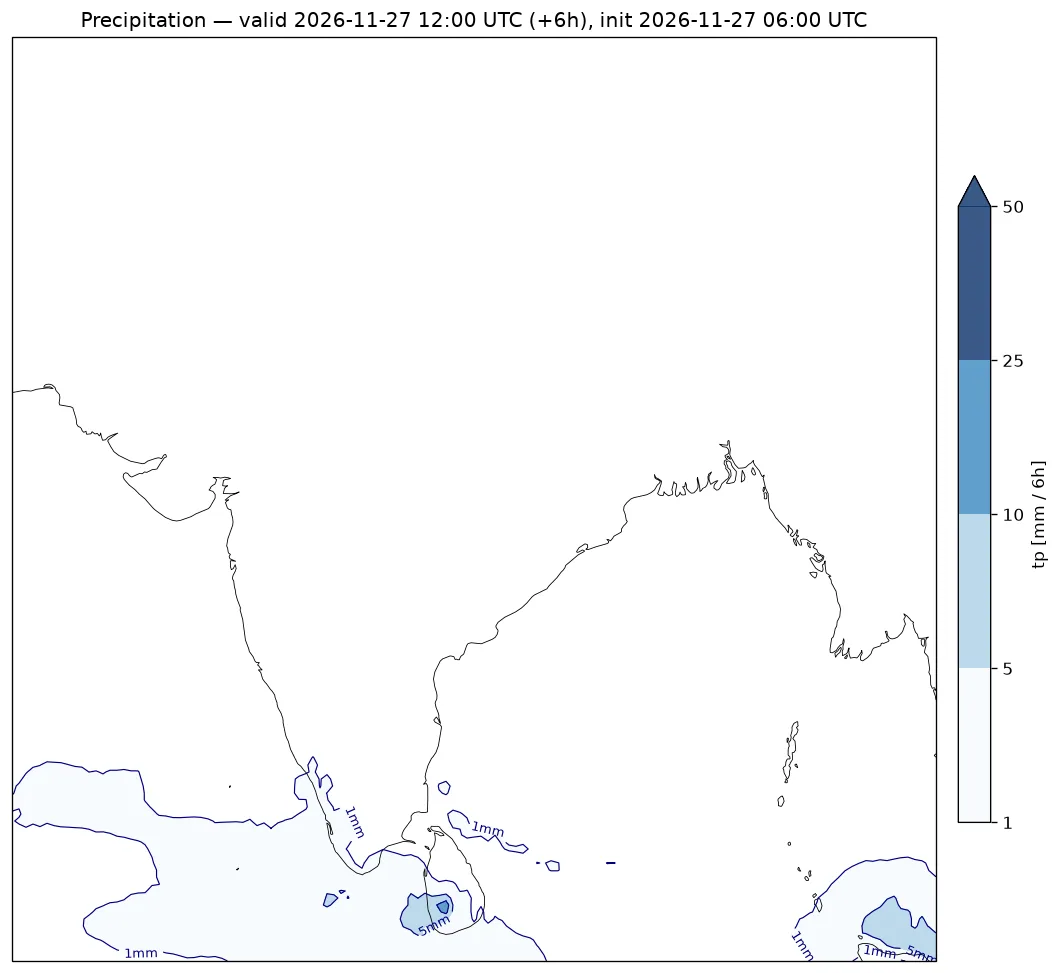 Precipitation — valid 2026-11-27 12:00 UTC (+6h), init 2026-11-27 06:00 UTC
50
25
10
5
1
tp [mm / 6h]
1mm
1mm
5mm
1mm
1mm
1mm
5mm